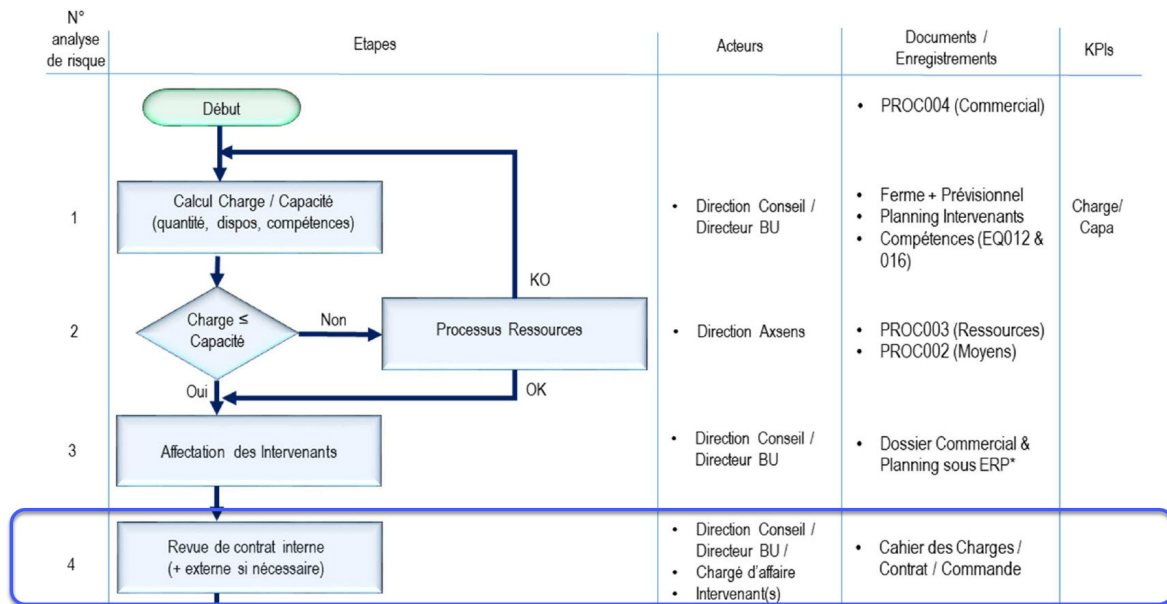 N°
analyse
de risque
Etapes
Acteurs
Documents /
Enregistrements
KPIs
Début
• PROC004 (Commercial)
1
Calcul Charge / Capacité
(quantité, dispos, compétences)
• Direction Conseil /
Directeur BU
• Ferme + Prévisionnel
• Planning Intervenants
• Compétences (EQ012 &
016)
Charge/
Capa
KO
2
Charge ≤
Capacité
Non
Processus Ressources
• Direction Axsens
• PROC003 (Ressources)
• PROC002 (Moyens)
Oui
OK
3
Affectation des Intervenants
• Direction Conseil /
Directeur BU
• Dossier Commercial &
Planning sous ERP*
4
Revue de contrat interne
(+ externe si nécessaire)
• Direction Conseil /
Directeur BU /
• Chargé d'affaire
• Intervenant(s)
• Cahier des Charges /
Contrat / Commande